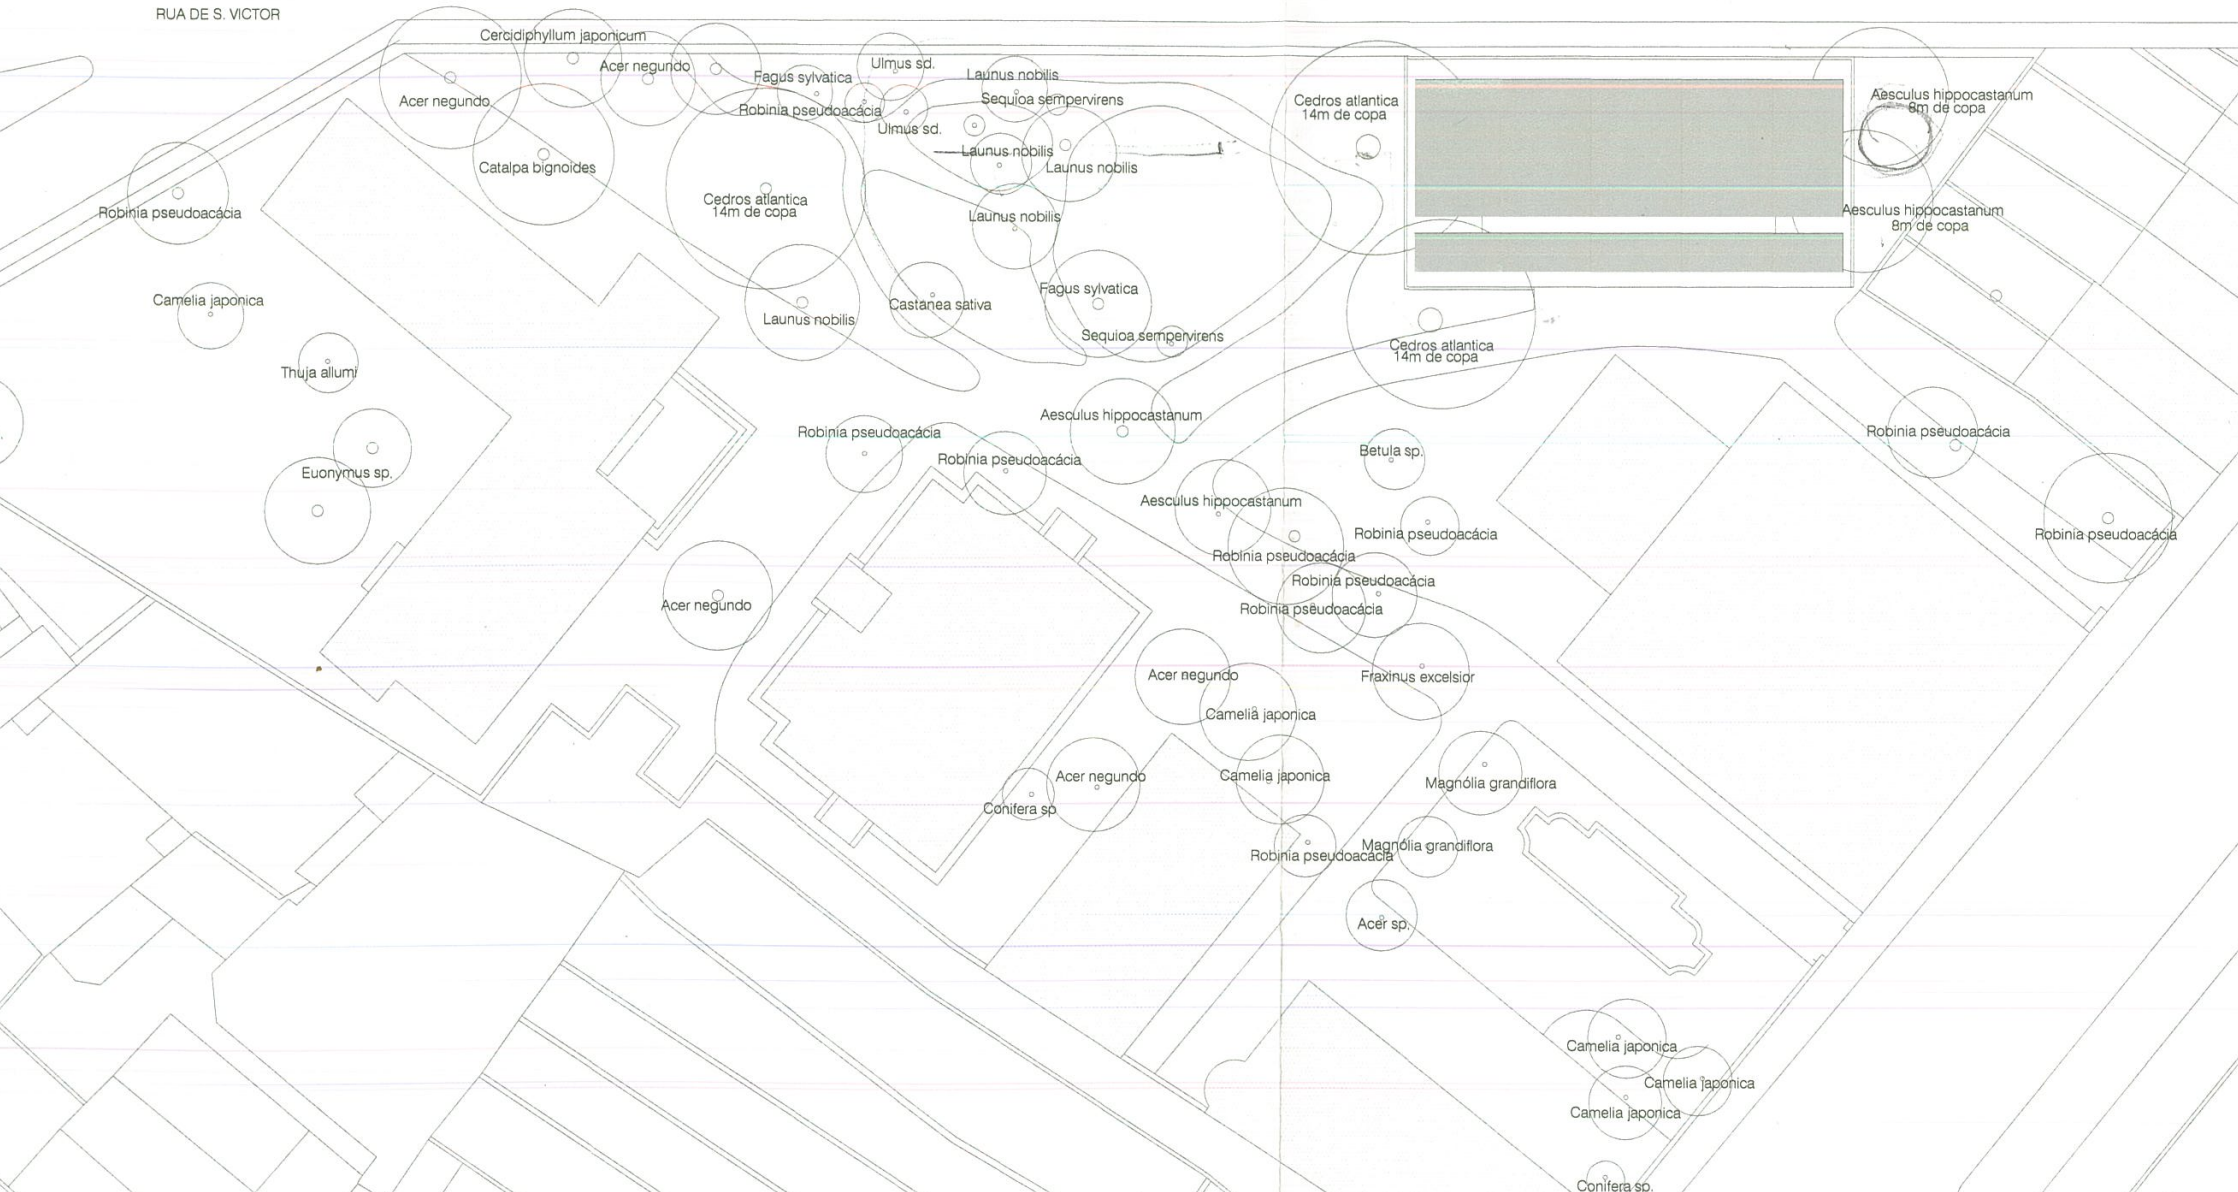 RUA DE S. VICTOR
Cercidiphyllum japonicum
Acer negundo
Acer negundo
Fagus sylvatica
Robinia pseudoacácia
Ulmus sd.
Ulmus sd.
Launus nobilis
Sequioa sempervirens
Launus nobilis
Launus nobilis
Cedros atlantica
14m de copa
Aesculus hippocastanum
8m de copa
Catalpa bignoides
Robinia pseudoacácia
Cedros atlantica
14m de copa
Launus nobilis
Aesculus hippocastanum
8m de copa
Camelia japonica
Launus nobilis
Castanea sativa
Fagus sylvatica
Sequioa sempervirens
Cedros atlantica
14m de copa
Thuja allumi
Euonymus sp.
Robinia pseudoacácia
Robinia pseudoacácia
Aesculus hippocastanum
Betula sp.
Robinia pseudoacácia
Aesculus hippocastanum
Robinia pseudoacácia
Robinia pseudoacácia
Robinia pseudoacácia
Robinia pseudoacácia
Robinia pseudoacácia
Acer negundo
Acer negundo
Fraxinus excelsior
Camelia japonica
Acer negundo
Camelia japonica
Magnólia grandiflora
Conifera sp
Robinia pseudoacácia
Magnólia grandiflora
Acer sp.
Camelia japonica
Camelia japonica
Camelia japonica
Conifera sp.